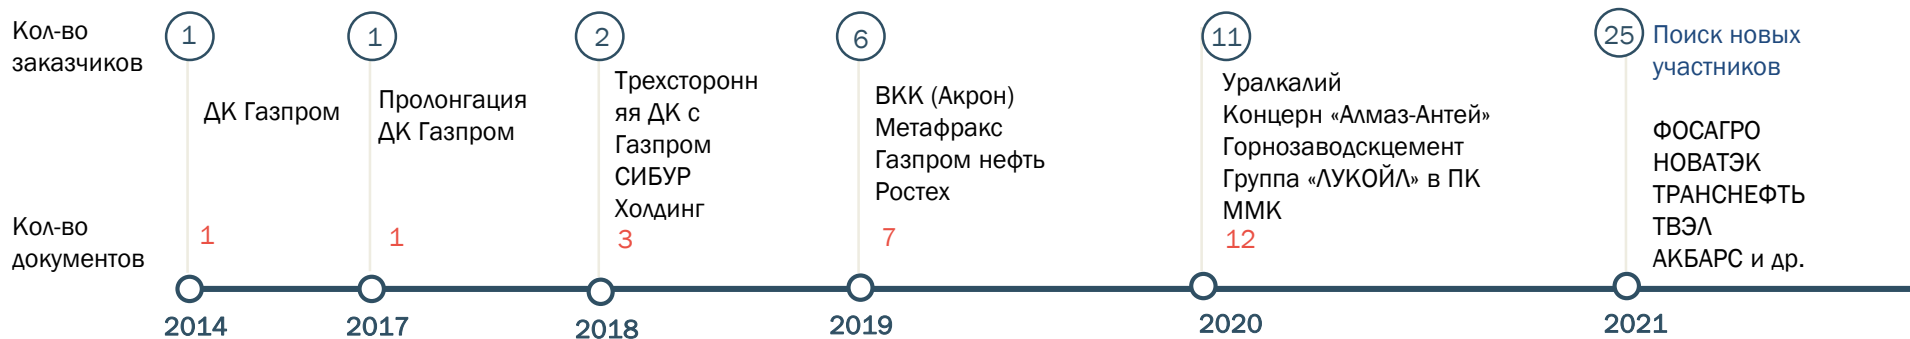 Кол-во
заказчиков
1
1
2
6
11
25
Поиск новых
участников
ДК Газпром
Пролонгация
ДК Газпром
Трехсторонн
яя ДК с
Газпром
СИБУР
Холдинг
ВКК (Акрон)
Метафракс
Газпром нефть
Ростех
Уралкалий
Концерн «Алмаз-Антей»
Горнозаводскцемент
Группа «ЛУКОЙЛ» в ПК
ММК
ФОСАГРО
НОВАТЭК
ТРАНСНЕФТЬ
ТВЭЛ
АКБАРС и др.
Кол-во
документов
1
1
3
7
12
2014
2017
2018
2019
2020
2021